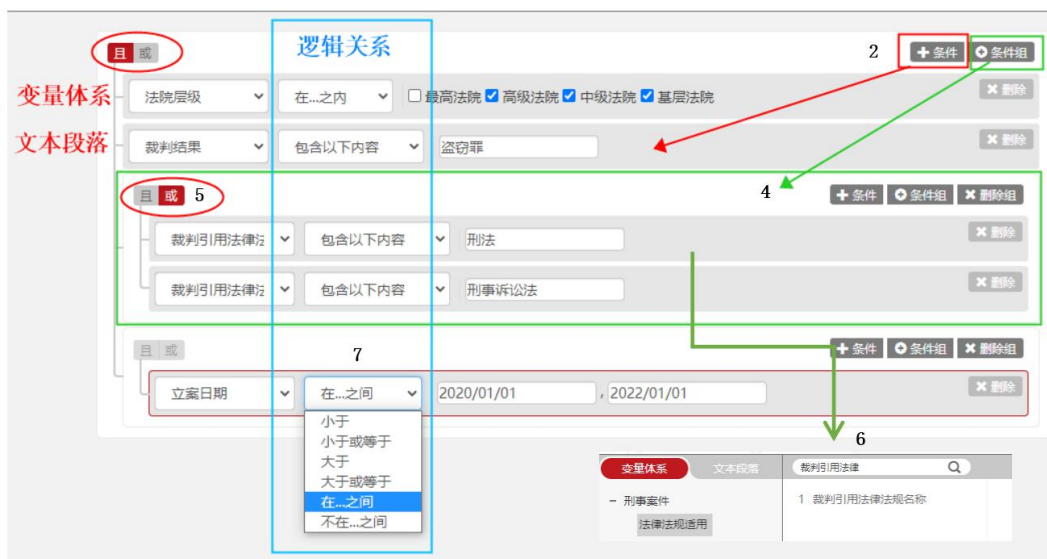 逻辑关系
且 或
2
条件
条件组
变量体系
法院层级
在...之内
最高法院 高级法院 中级法院 基层法院
删除
文本段落
裁判结果
包含以下内容
盗窃罪
删除
且 或
5
4
条件 条件组 删除组
裁判引用法律法
包含以下内容
刑法
删除
裁判引用法律法
包含以下内容
刑事诉讼法
删除
且 或
7
条件 条件组 删除组
立案日期
在...之间
2020/01/01 , 2022/01/01
删除
小于
小于或等于
大于
大于或等于
在...之间
不在...之间
6
变量体系 文本段落
裁判引用法律
刑事案件
法律法规适用
1 裁判引用法律法规名称